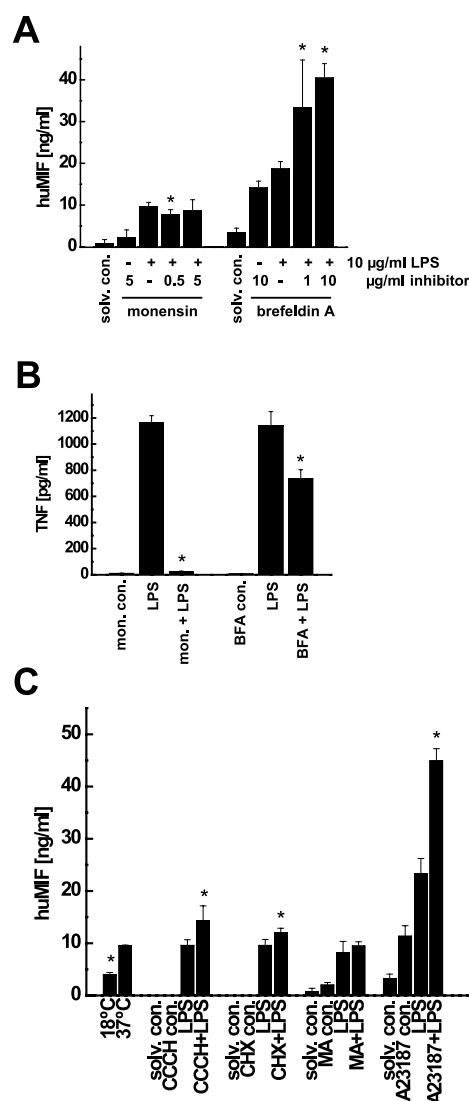 A
huMIF [ng/ml]
40
30
20
10
0
solv. con.
5
+
-
+
0.5
+
5
solv. con.
10
+
-
+
1
+
10
10 µg/ml LPS
µg/ml inhibitor
monensin
brefeldin A
*
*
*
B
TNF [pg/ml]
1200
1000
800
600
400
200
0
mon. con.
LPS
mon. + LPS
BFA con.
LPS
BFA + LPS
*
*
C
huMIF [ng/ml]
50
40
30
20
10
0
18°C
37°C
solv. con.
CCCH con.
LPS
CCCH+LPS
solv. con.
CHX con.
LPS
CHX+LPS
solv. con.
MA con.
LPS
MA+LPS
solv. con.
A23187 con.
LPS
A23187+LPS
*
*
*
*